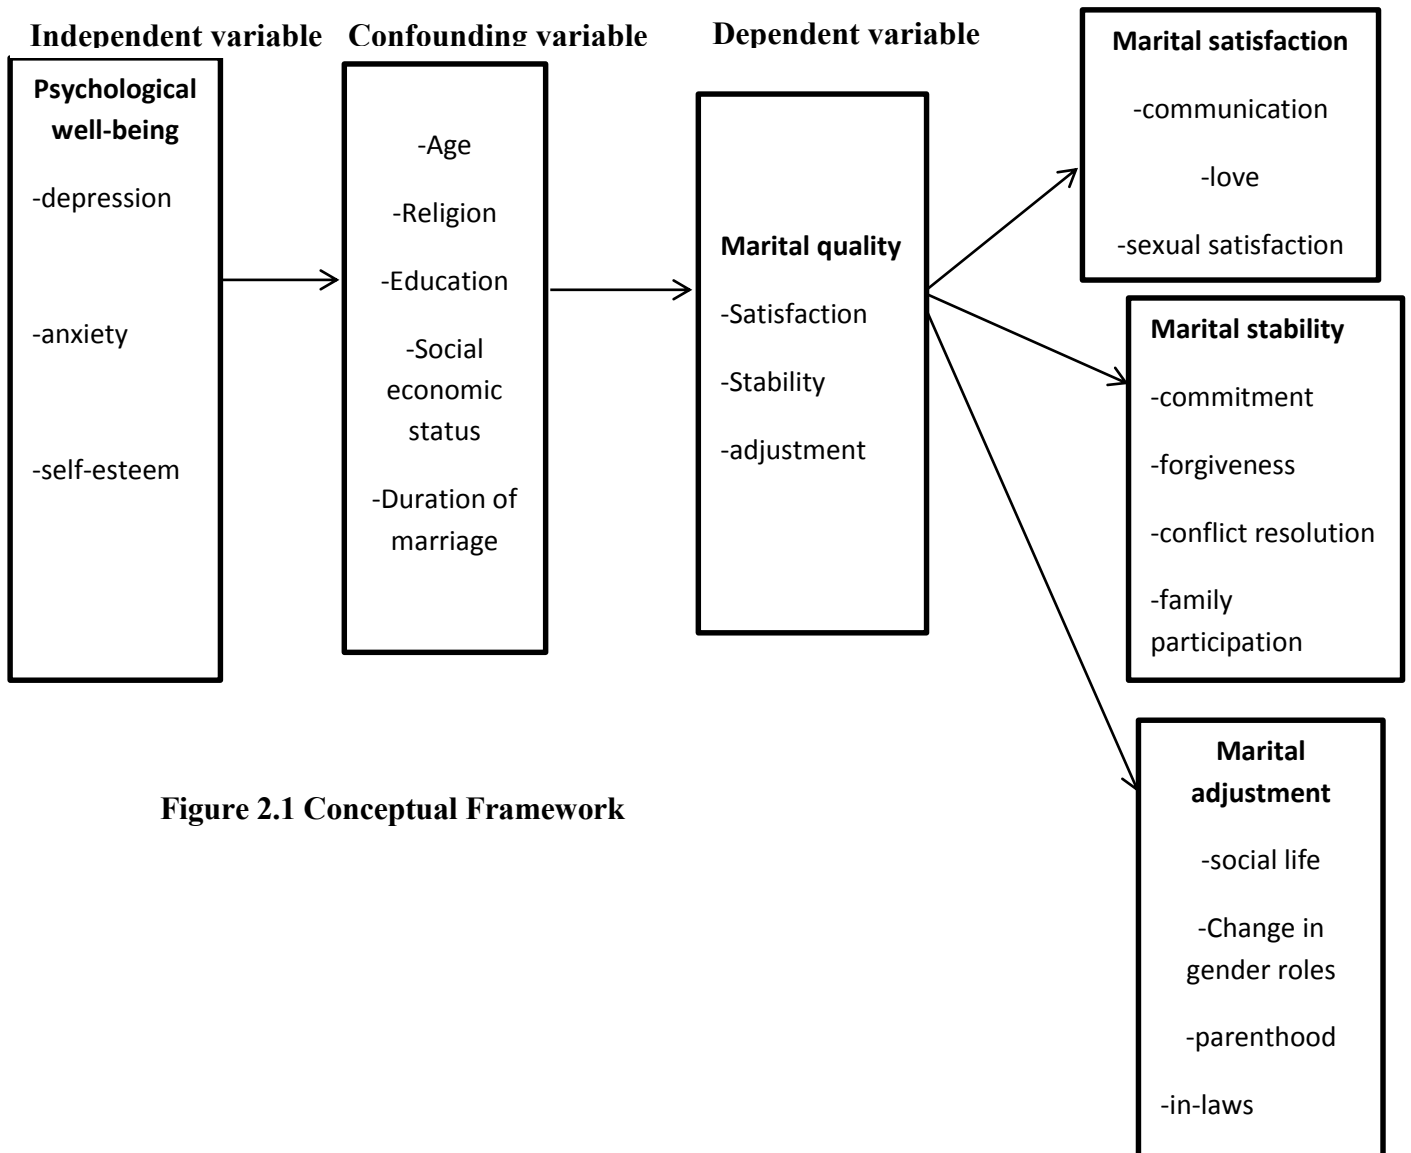 Independent variable
Confounding variable
Dependent variable
Psychological
well-being
-depression
-anxiety
-self-esteem
-Age
-Religion
-Education
-Social
economic
status
-Duration of
marriage
Marital quality
-Satisfaction
-Stability
-adjustment
Marital satisfaction
-communication
-love
-sexual satisfaction
Marital stability
-commitment
-forgiveness
-conflict resolution
-family
participation
Marital
adjustment
-social life
-Change in
gender roles
-parenthood
-in-laws
Figure 2.1 Conceptual Framework